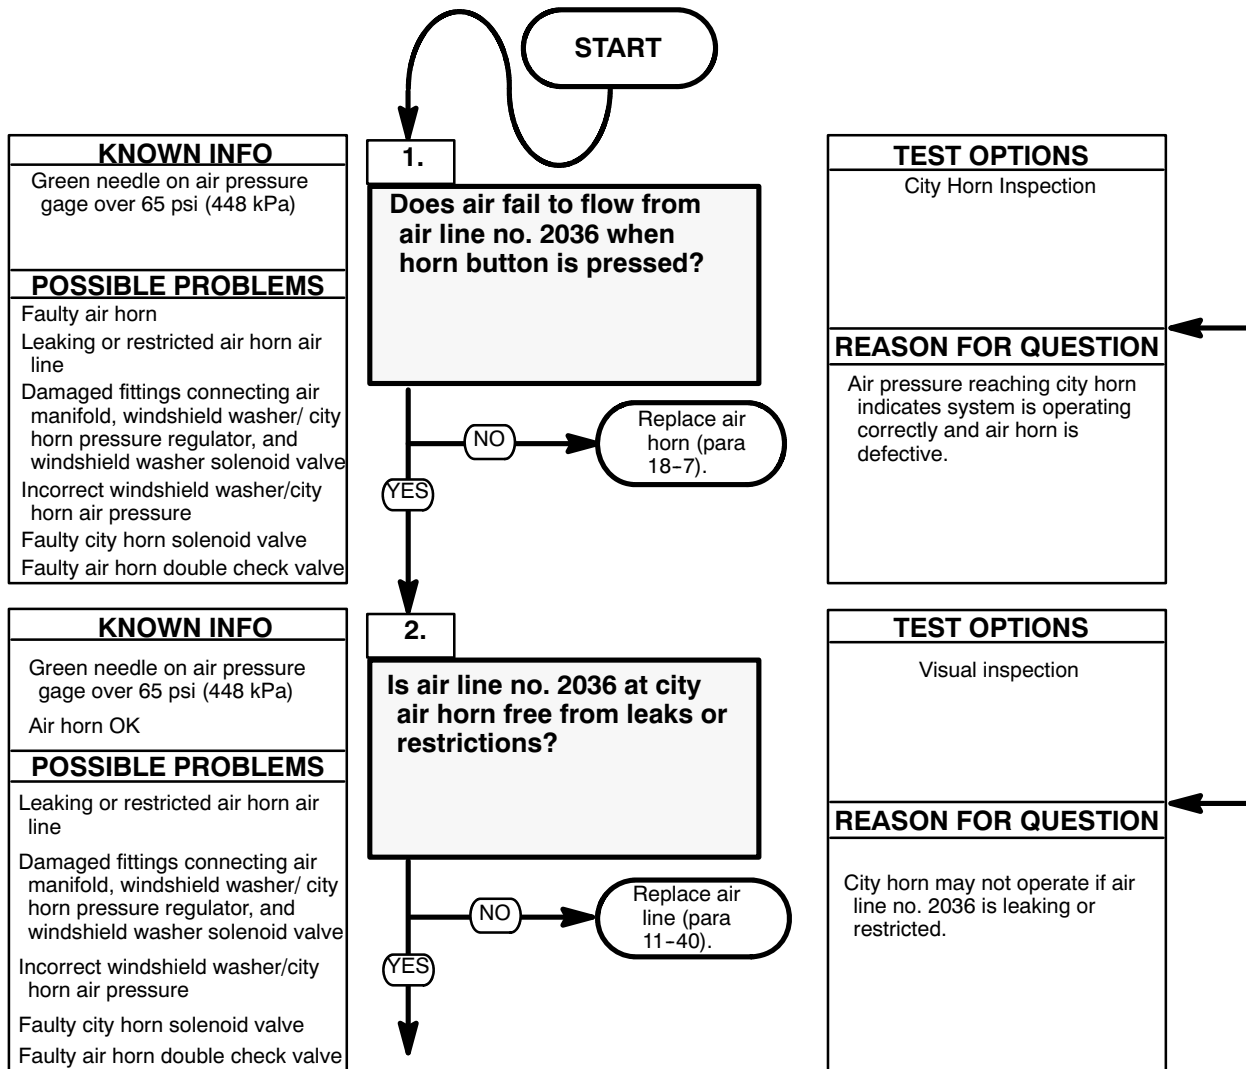 START
KNOWN INFO
Green needle on air pressure
gage over 65 psi (448 kPa)
POSSIBLE PROBLEMS
Faulty air horn
Leaking or restricted air horn air
line
Damaged fittings connecting air
manifold, windshield washer/ city
horn pressure regulator, and
windshield washer solenoid valve
Incorrect windshield washer/city
horn air pressure
Faulty city horn solenoid valve
Faulty air horn double check valve
1.
Does air fail to flow from
air line no. 2036 when
horn button is pressed?
NO
Replace air
horn (para
18-7).
YES
TEST OPTIONS
City Horn Inspection
REASON FOR QUESTION
Air pressure reaching city horn
indicates system is operating
correctly and air horn is
defective.
KNOWN INFO
Green needle on air pressure
gage over 65 psi (448 kPa)
Air horn OK
POSSIBLE PROBLEMS
Leaking or restricted air horn air
line
Damaged fittings connecting air
manifold, windshield washer/ city
horn pressure regulator, and
windshield washer solenoid valve
Incorrect windshield washer/city
horn air pressure
Faulty city horn solenoid valve
Faulty air horn double check valve
2.
Is air line no. 2036 at city
air horn free from leaks or
restrictions?
NO
Replace air
line (para
11-40).
YES
TEST OPTIONS
Visual inspection
REASON FOR QUESTION
City horn may not operate if air
line no. 2036 is leaking or
restricted.